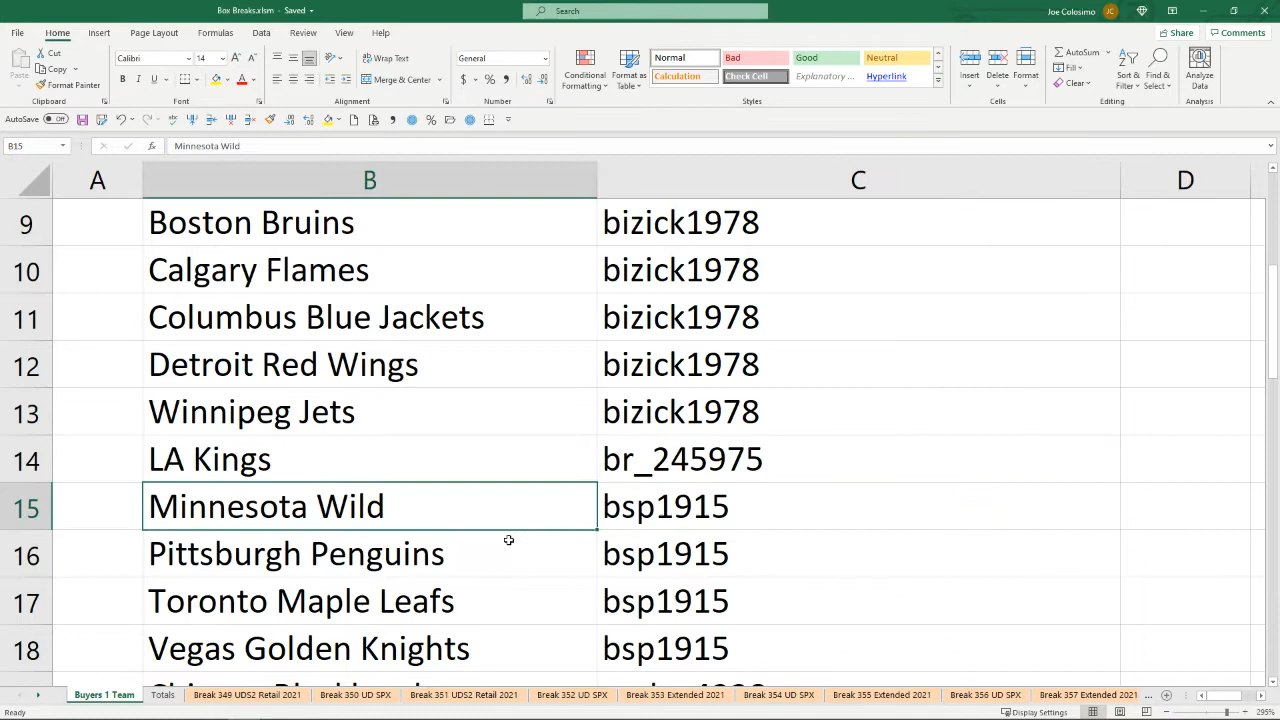 Box Breaks.xlsm - Saved
Search
Joe Colosimo
JC
File Home Insert Page Layout Formulas Data Review View Help
Share
Comments
Paste
Cut
Copy
Format Painter
Clipboard
Calibri
14
B I U
Font
Wrap Text
Merge & Center
Alignment
General
$ % 9
Number
Conditional Formatting
Format as Table
Normal
Bad
Good
Neutral
Calculation
Check Cell
Explanatory ...
Hyperlink
Styles
Insert
Delete
Format
Cells
AutoSum
Fill
Clear
Sort & Filter
Find & Select
Editing
Analyze Data
Analysis
AutoSave Off
B15
fx
Minnesota Wild
A B C D
9 Boston Bruins bizick1978
10 Calgary Flames bizick1978
11 Columbus Blue Jackets bizick1978
12 Detroit Red Wings bizick1978
13 Winnipeg Jets bizick1978
14 LA Kings br_245975
15 Minnesota Wild bsp1915
16 Pittsburgh Penguins bsp1915
17 Toronto Maple Leafs bsp1915
18 Vegas Golden Knights bsp1915
Buyers 1 Team
Totals
Break 349 UDS2 Retail 2021
Break 350 UD SPX
Break 351 UDS2 Retail 2021
Break 352 UD SPX
Break 353 Extended 2021
Break 354 UD SPX
Break 355 Extended 2021
Break 356 UD SPX
Break 357 Extended 2021
...
Ready
Display Settings
295%